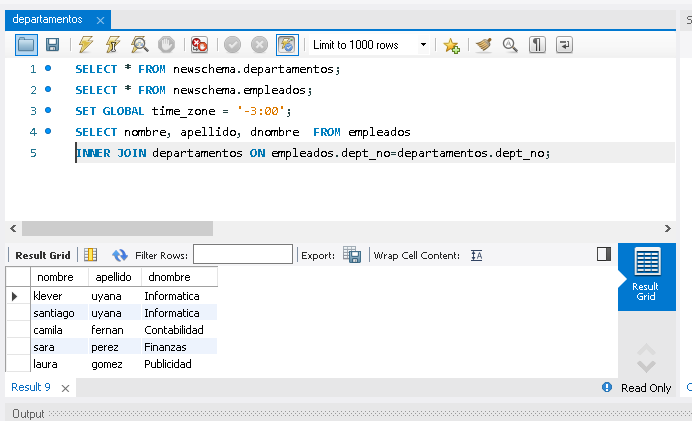 departamentos
Limit to 1000 rows
1 SELECT * FROM newschema.departamentos;
2 SELECT * FROM newschema.empleados;
3 SET GLOBAL time_zone = '-3:00';
4 SELECT nombre, apellido, dnombre  FROM empleados
5 INNER JOIN departamentos ON empleados.dept_no=departamentos.dept_no;
Result Grid Filter Rows: Export: Wrap Cell Content:
Result Grid
nombre apellido dnombre
klever uyana Informatica
santiago uyana Informatica
camila fernan Contabilidad
sara perez Finanzas
laura gomez Publicidad
Result 9 Read Only
Output